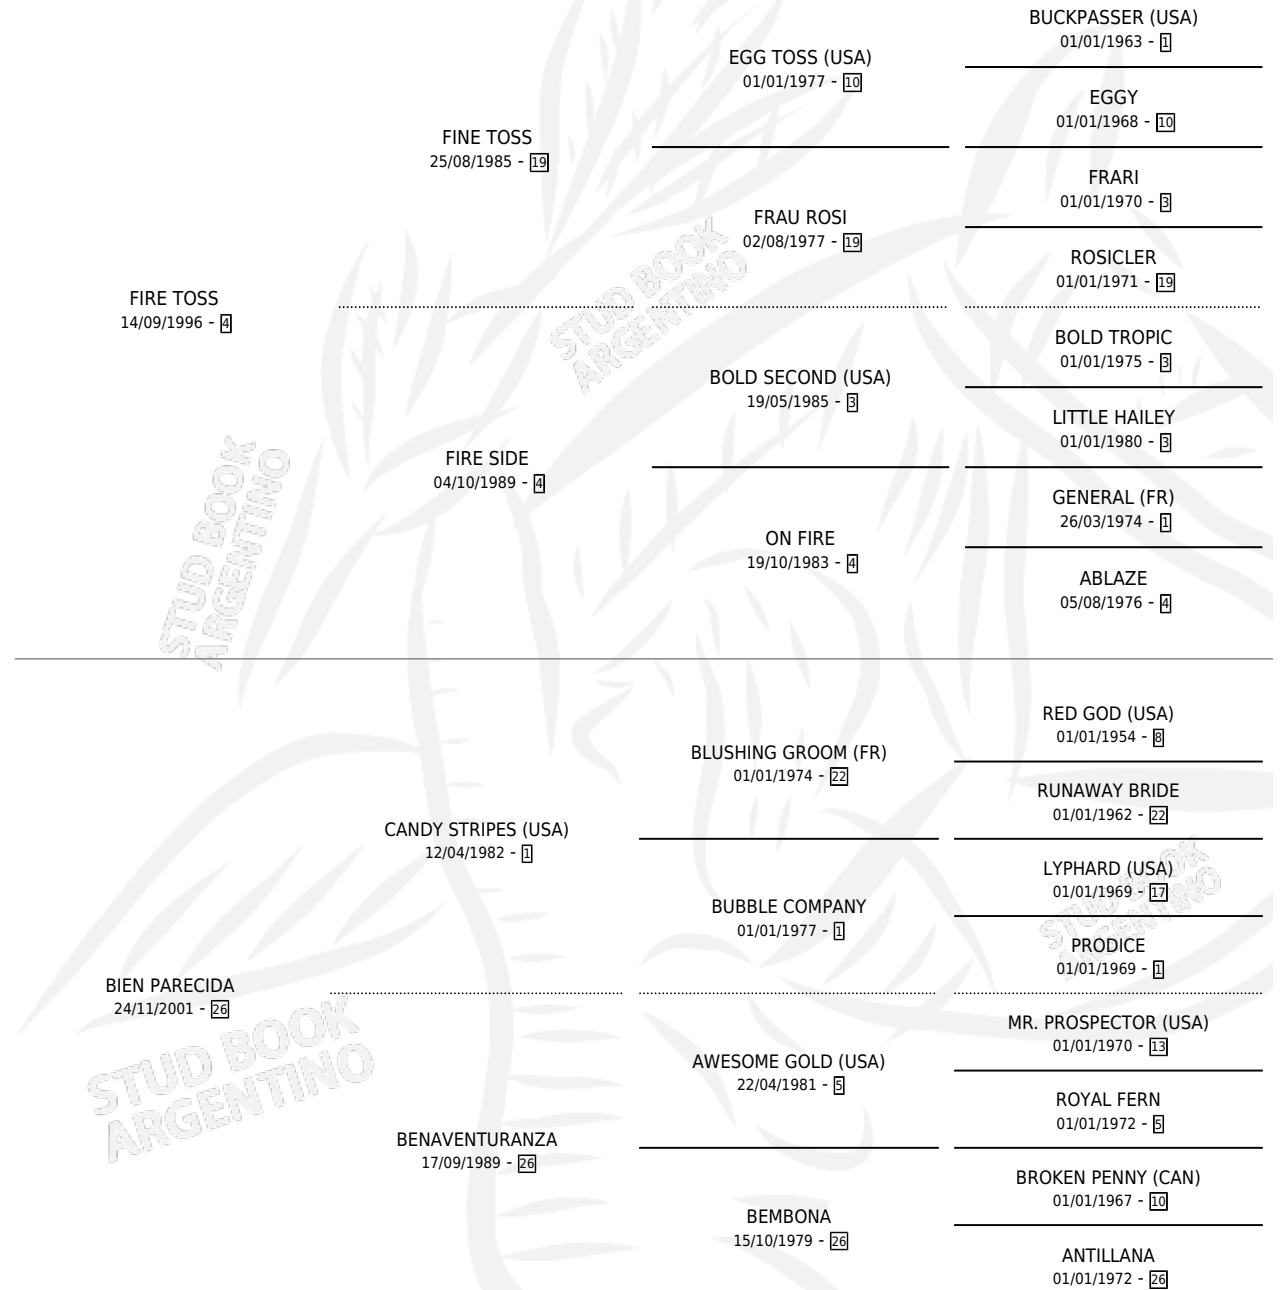 BUCKPASSER (USA)
01/01/1963 - 1
EGG TOSS (USA)
01/01/1977 - 10
EGGY
01/01/1968 - 10
FINE TOSS
25/08/1985 - 19
FRARI
01/01/1970 - 3
FRAU ROSI
02/08/1977 - 19
ROSICLER
01/01/1971 - 19
FIRE TOSS
14/09/1996 - 4
BOLD TROPIC
01/01/1975 - 3
BOLD SECOND (USA)
19/05/1985 - 3
LITTLE HAILEY
01/01/1980 - 3
FIRE SIDE
04/10/1989 - 4
GENERAL (FR)
26/03/1974 - 1
ON FIRE
19/10/1983 - 4
ABLAZE
05/08/1976 - 4
RED GOD (USA)
01/01/1954 - 8
BLUSHING GROOM (FR)
01/01/1974 - 22
RUNAWAY BRIDE
01/01/1962 - 22
CANDY STRIPES (USA)
12/04/1982 - 1
LYPHARD (USA)
01/01/1969 - 17
BUBBLE COMPANY
01/01/1977 - 1
PRODICE
01/01/1969 - 1
BIEN PARECIDA
24/11/2001 - 26
MR. PROSPECTOR (USA)
01/01/1970 - 13
AWESOME GOLD (USA)
22/04/1981 - 5
ROYAL FERN
01/01/1972 - 5
BENAVENTURANZA
17/09/1989 - 26
BROKEN PENNY (CAN)
01/01/1967 - 10
BEMBONA
15/10/1979 - 26
ANTILLANA
01/01/1972 - 26
STUD BOOK
ARGENTINO
STUD BOOK
ARGENTINO
STUD BOOK
ARGENTINO
STUD BOOK
ARGENTINO